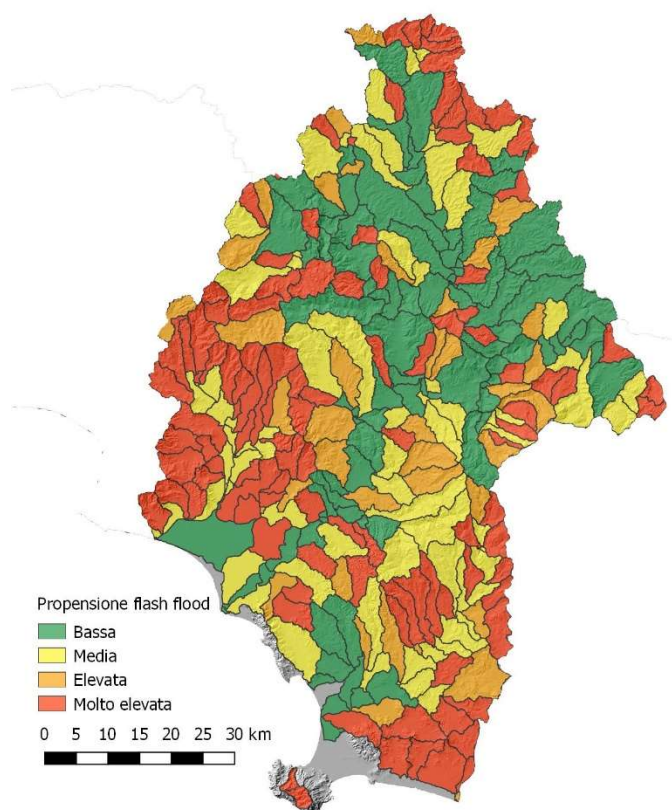 Propensione flash flood
Bassa
Media
Elevata
Molto elevata
0 5 10 15 20 25 30 km